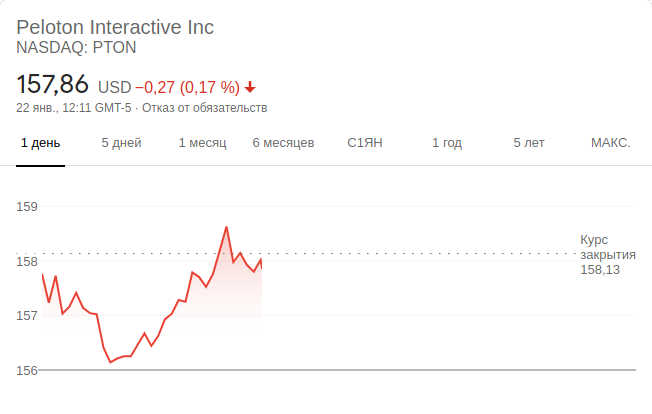 Peloton Interactive Inc
NASDAQ: PTON
157,86 USD −0,27 (0,17 %)
22 янв., 12:11 GMT-5 · Отказ от обязательств
1 день 5 дней 1 месяц 6 месяцев С1ЯН 1 год 5 лет МАКС.
159
Курс
закрытия
158,13
158
157
156